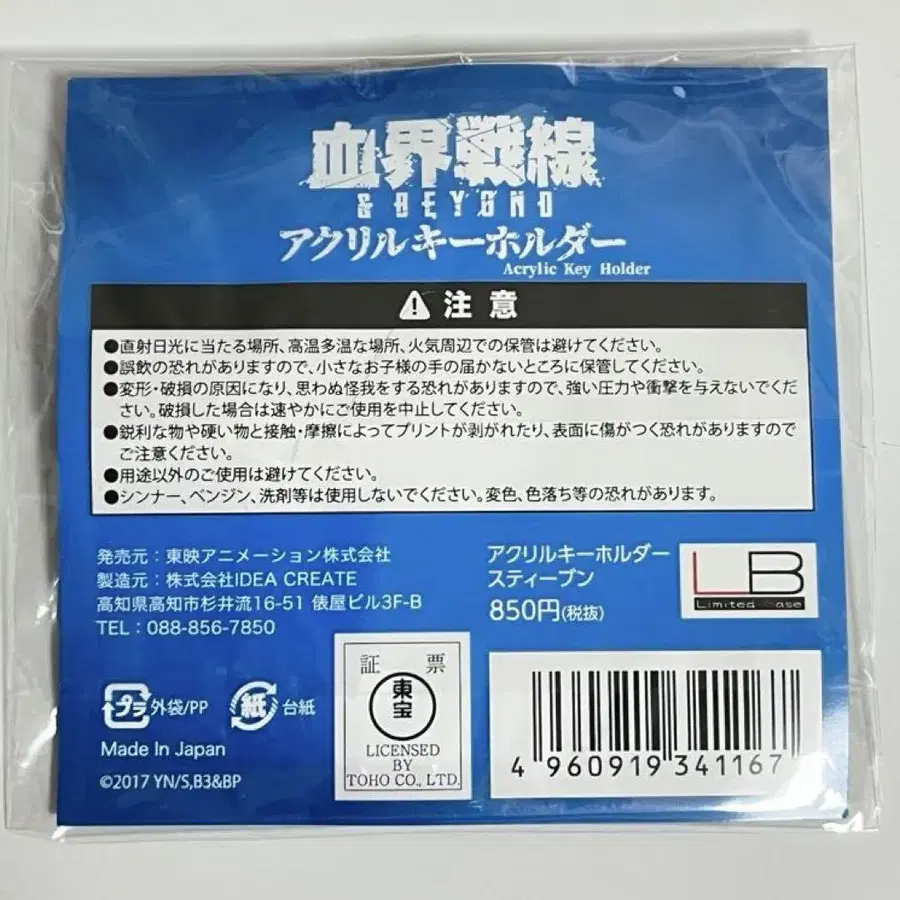 血界戦線
& BEYOND
アクリルキーホルダー
Acrylic Key Holder
注意
●直射日光に当たる場所、高温多湿な場所、火気周辺での保管は避けてください。
●誤飲の恐れがありますので、小さなお子様の手の届かないところに保管してください。
●変形・破損の原因になり、思わぬ怪我をする恐れがありますので、強い圧力や衝撃を与えないでくだ
さい。破損した場合は速やかにご使用を中止してください。
●鋭利な物や硬い物と接触・摩擦によってプリントが剥がれたり、表面に傷がつく恐れがありますので
ご注意ください。
●用途以外のご使用は避けてください。
●シンナー、ベンジン、洗剤等は使用しないでください。変色、色落ち等の恐れがあります。
発売元：東映アニメーション株式会社
製造元：株式会社IDEA CREATE
高知県高知市杉井流16-51 俵屋ビル3F-B
TEL：088-856-7850
アクリルキーホルダー
スティーブン
850円(税抜)
LB
Limited Base
プラ 外袋/PP
紙 台紙
Made In Japan
©2017 YN/S,B3&BP
証 票
東宝
LICENSED
BY
TOHO CO., LTD.
4 960919 341167